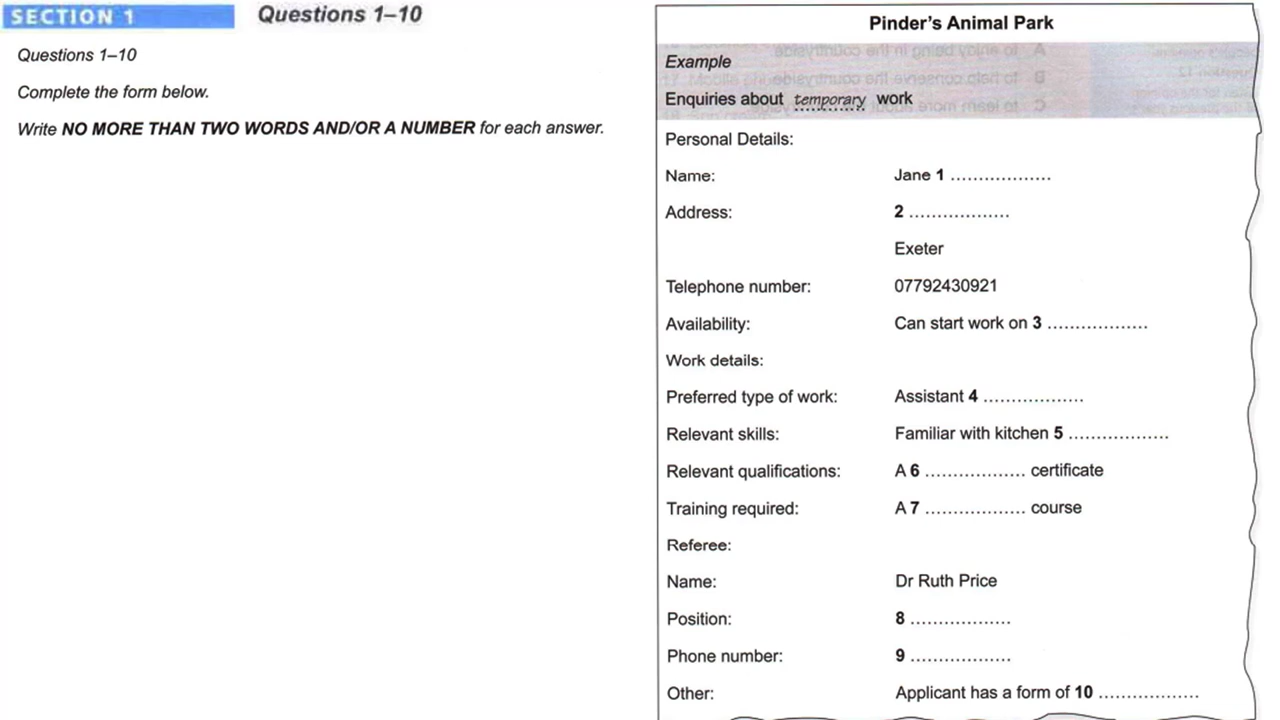 SECTION 1
Questions 1–10
Questions 1–10
Complete the form below.
Write NO MORE THAN TWO WORDS AND/OR A NUMBER for each answer.
Pinder's Animal Park
Example
Enquiries about temporary work
Personal Details:
Name: Jane 1 ..................
Address: 2 ..................
Exeter
Telephone number: 07792430921
Availability: Can start work on 3 ..................
Work details:
Preferred type of work: Assistant 4 ..................
Relevant skills: Familiar with kitchen 5 ..................
Relevant qualifications: A 6 .................. certificate
Training required: A 7 .................. course
Referee:
Name: Dr Ruth Price
Position: 8 ..................
Phone number: 9 ..................
Other: Applicant has a form of 10 ..................